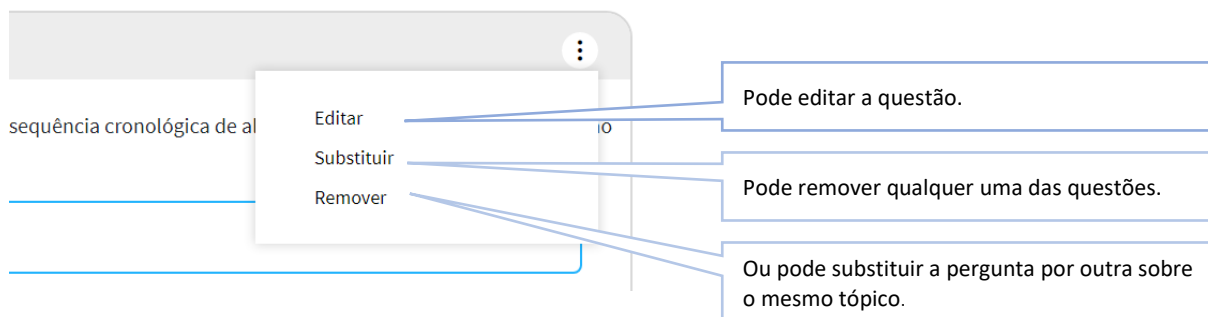 sequência cronológica de al
Editar
Substituir
Remover
Pode editar a questão.
Pode remover qualquer uma das questões.
Ou pode substituir a pergunta por outra sobre
o mesmo tópico.